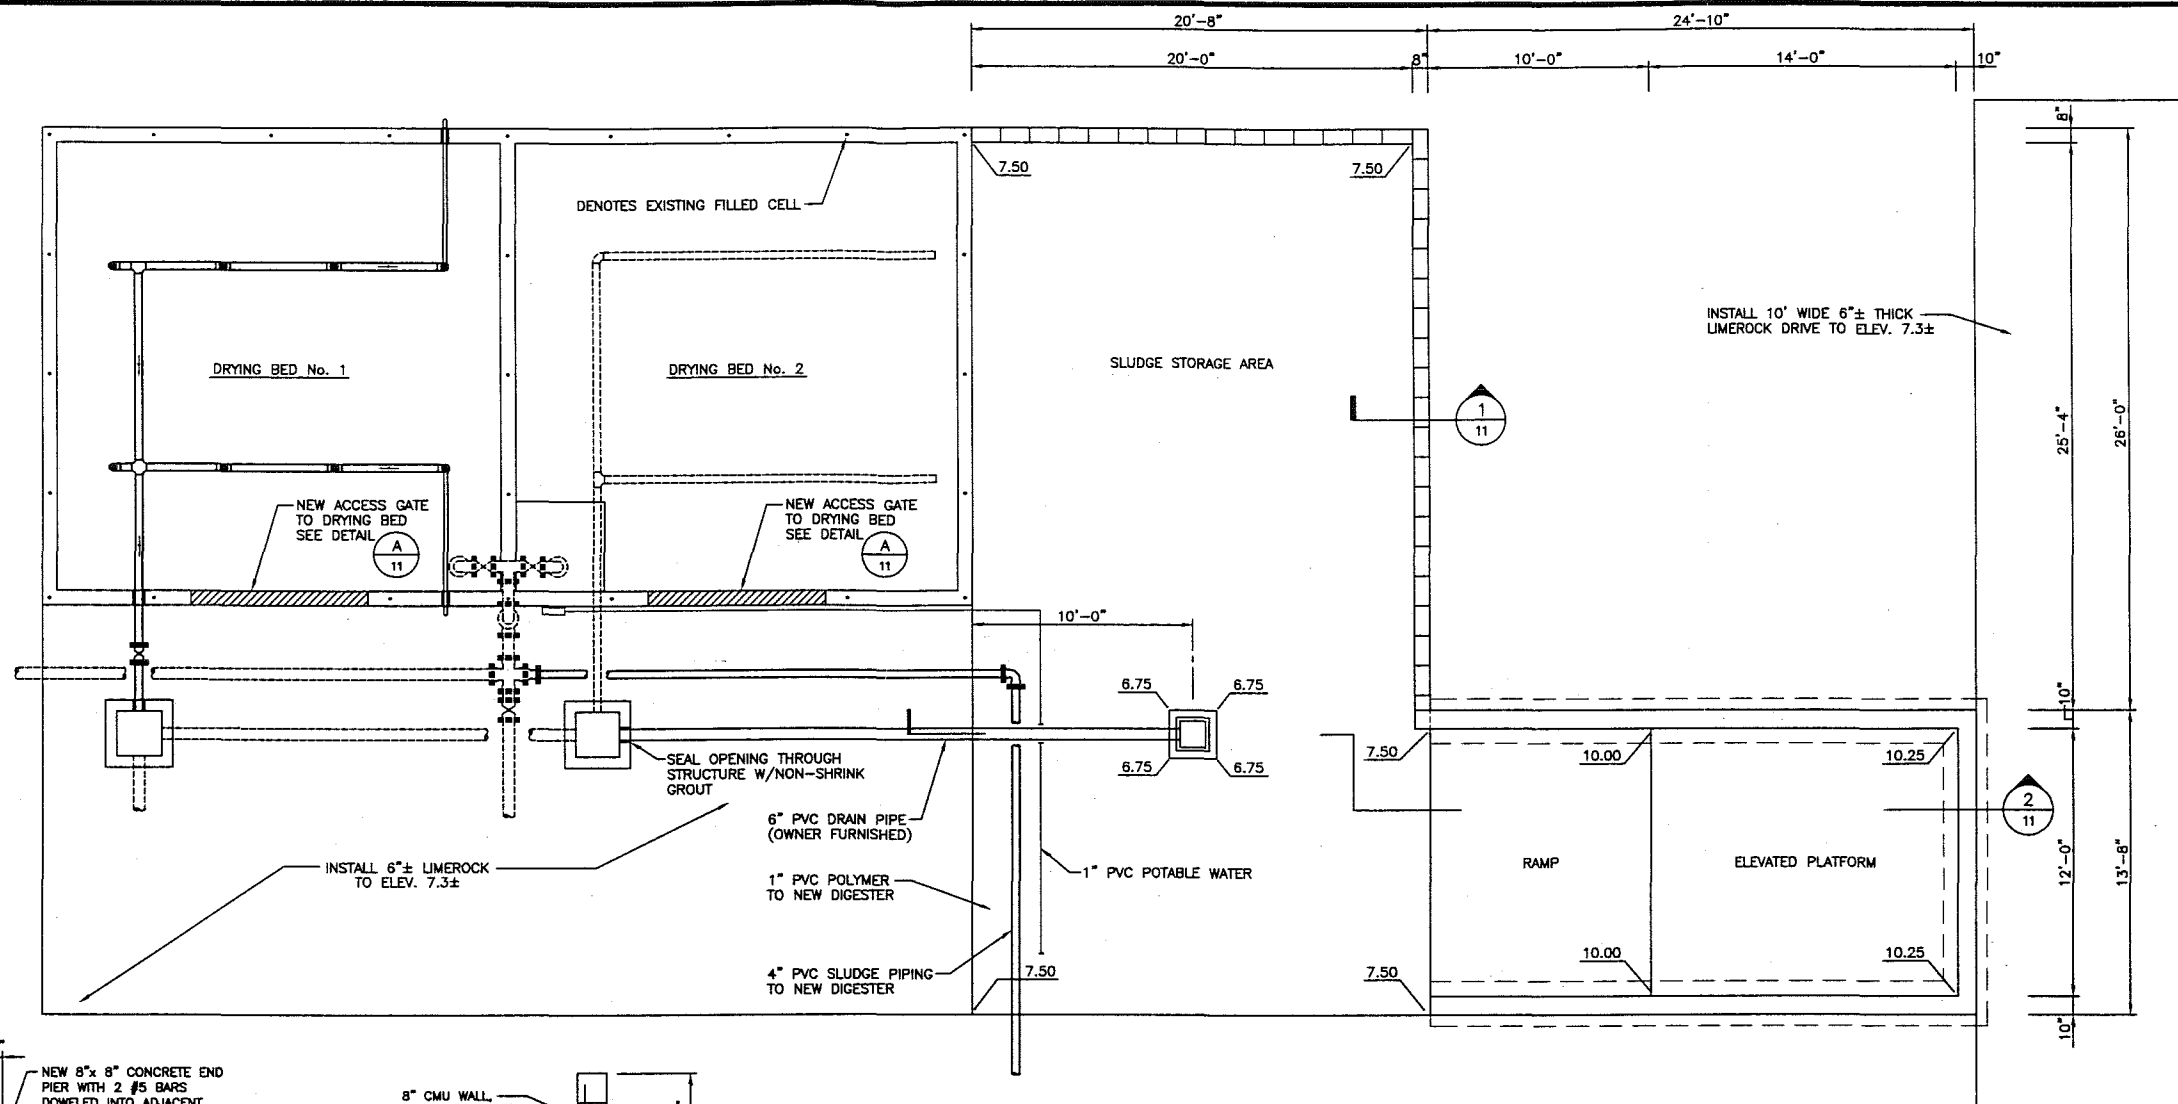 20'-8"
24'-10"
20'-0"
8"
10'-0"
14'-0"
10"
8"
7.50
7.50
DENOTES EXISTING FILLED CELL
INSTALL 10' WIDE 6"± THICK
LIMEROCK DRIVE TO ELEV. 7.3±
DRYING BED No. 1
DRYING BED No. 2
SLUDGE STORAGE AREA
1
11
25'-4"
26'-0"
NEW ACCESS GATE
TO DRYING BED
SEE DETAIL
A
11
NEW ACCESS GATE
TO DRYING BED
SEE DETAIL
A
11
10'-0"
6.75
6.75
10"
7.50
10.00
10.25
SEAL OPENING THROUGH
STRUCTURE W/NON-SHRINK
GROUT
6.75
6.75
2
11
6" PVC DRAIN PIPE
(OWNER FURNISHED)
INSTALL 6"± LIMEROCK
TO ELEV. 7.3±
1" PVC POLYMER
TO NEW DIGESTER
1" PVC POTABLE WATER
RAMP
ELEVATED PLATFORM
12'-0"
13'-8"
4" PVC SLUDGE PIPING
TO NEW DIGESTER
7.50
7.50
10.00
10.25
10"
NEW 8"x 8" CONCRETE END
PIER WITH 2 #5 BARS
DOWELED INTO ADJACENT
8" CMU WALL,